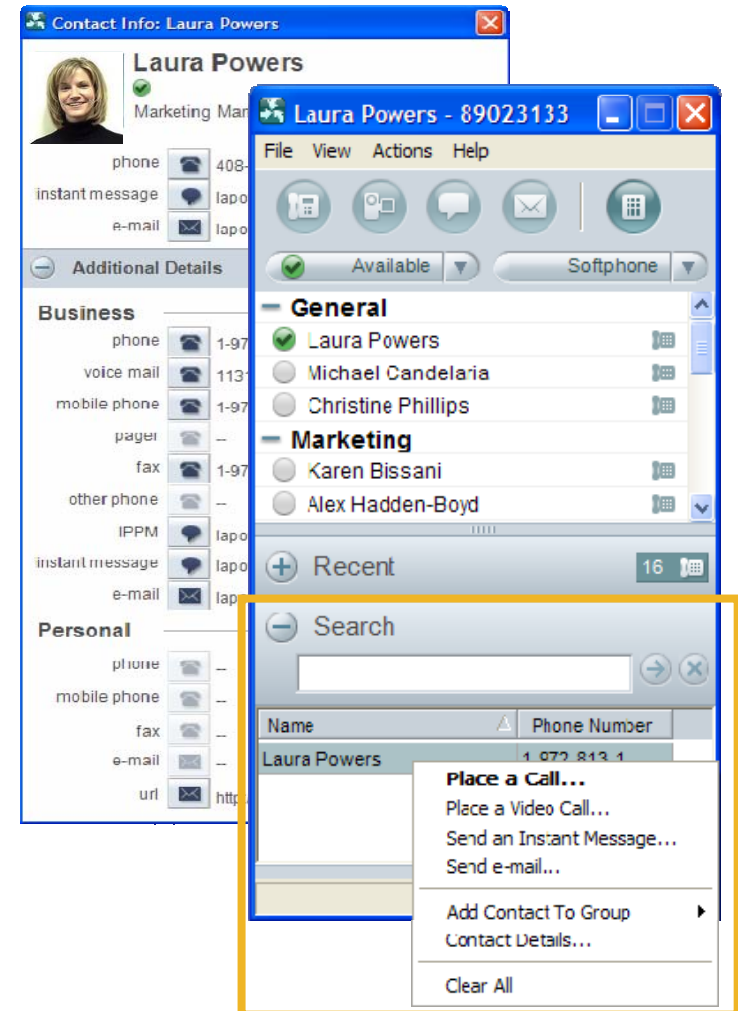 Contact Info: Laura Powers
Laura Powers
Marketing Mar
phone 408-
instant message lapo
e-mail lapo
Additional Details
Business
phone 1-97
voice mail 113
mobile phone 1-97
pager --
fax 1-97
other phone --
IPPM lapo
instant message lapo
e-mail lap
Personal
phone --
mobile phone --
fax --
e-mail --
url http
Laura Powers - 89023133
File View Actions Help
Available Softphone
General
Laura Powers
Michael Candelaria
Christine Phillips
Marketing
Karen Bissani
Alex Hadden-Boyd
Recent 16
Search
Name Phone Number
Laura Powers 1-972-813-1
Place a Call...
Place a Video Call...
Send an Instant Message...
Send e-mail...
Add Contact To Group
Contact Details...
Clear All